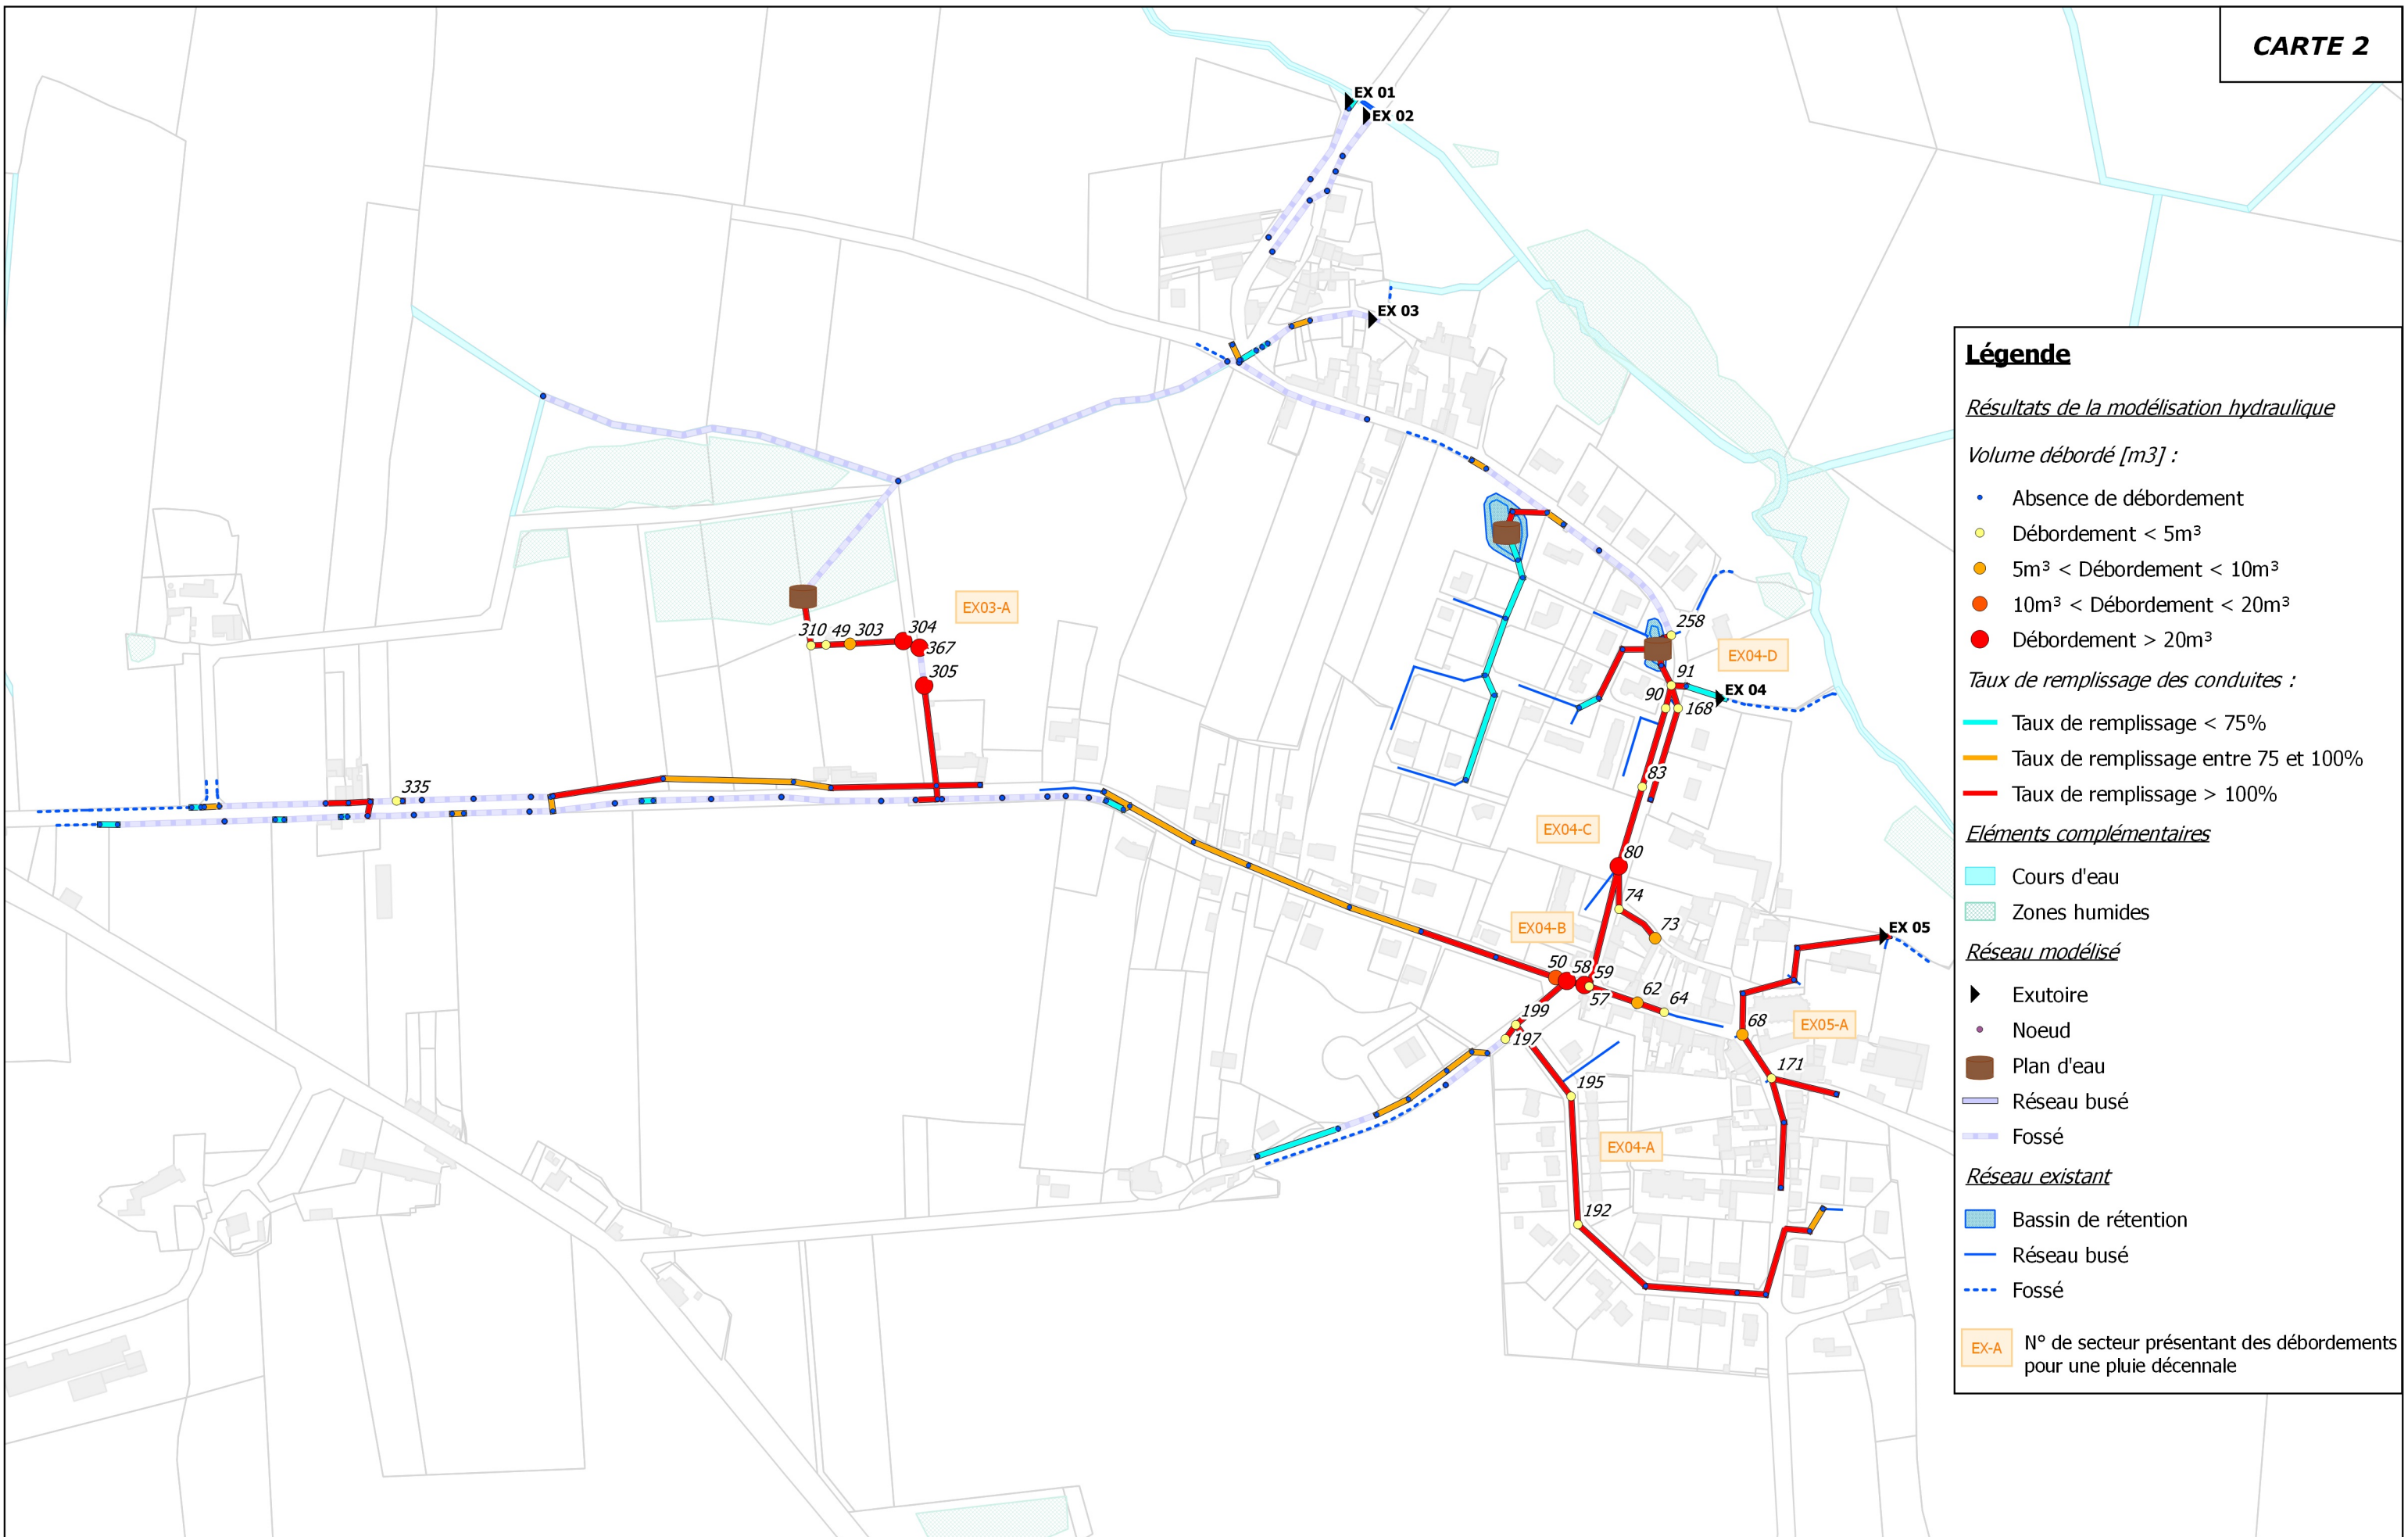 CARTE 2
EX 01
EX 02
EX 03
EX03-A
310
49
303
304
367
305
335
258
EX04-D
91
90
EX 04
168
83
EX04-C
80
74
73
EX04-B
50
58
59
57
62
64
EX 05
199
197
68
EX05-A
171
195
EX04-A
192
Légende
Résultats de la modélisation hydraulique
Volume débordé [m3] :
Absence de débordement
Débordement < 5m³
5m³ < Débordement < 10m³
10m³ < Débordement < 20m³
Débordement > 20m³
Taux de remplissage des conduites :
Taux de remplissage < 75%
Taux de remplissage entre 75 et 100%
Taux de remplissage > 100%
Eléments complémentaires
Cours d'eau
Zones humides
Réseau modélisé
Exutoire
Noeud
Plan d'eau
Réseau busé
Fossé
Réseau existant
Bassin de rétention
Réseau busé
Fossé
EX-A
N° de secteur présentant des débordements
pour une pluie décennale